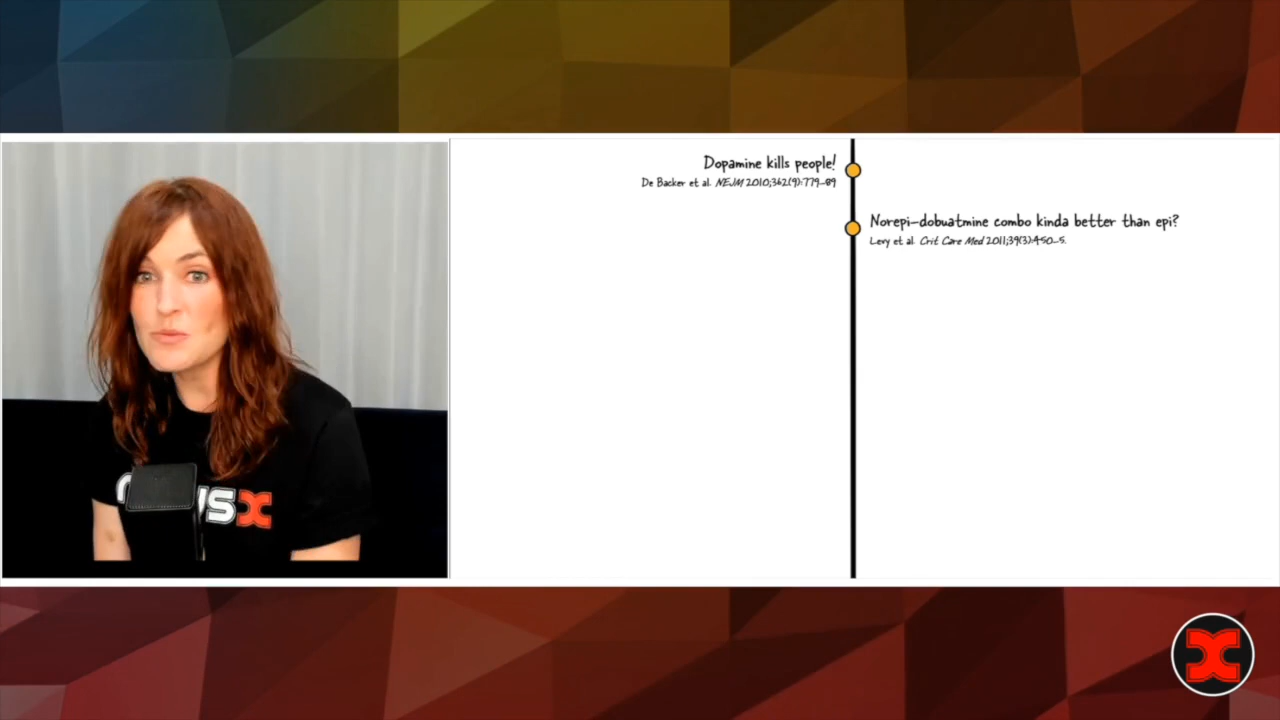 Dopamine kills people!
De Backer et al. NEJM 2010;362(9):779-89
Norepi-dobuatmine combo kinda better than epi?
Levy et al. Crit Care Med 2011;39(3):450-5.